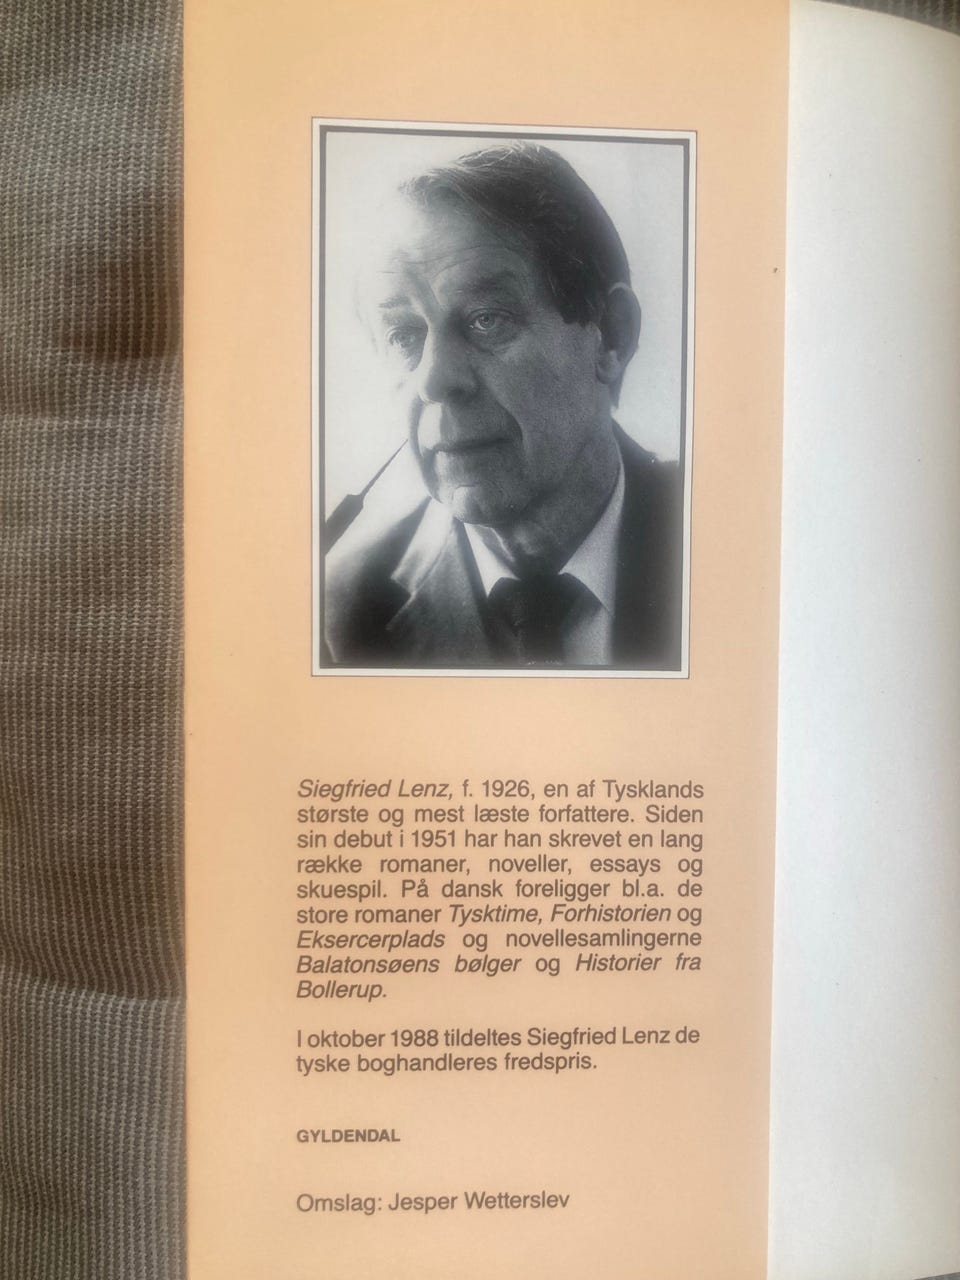 Siegfried Lenz, f. 1926, en af Tysklands
største og mest læste forfattere. Siden
sin debut i 1951 har han skrevet en lang
række romaner, noveller, essays og
skuespil. På dansk foreligger bl.a. de
store romaner Tysktime, Forhistorien og
Eksercerplads og novellesamlingerne
Balatonsøens bølger og Historier fra
Bollerup.
I oktober 1988 tildeltes Siegfried Lenz de
tyske boghandleres fredspris.
GYLDENDAL
Omslag: Jesper Wetterslev